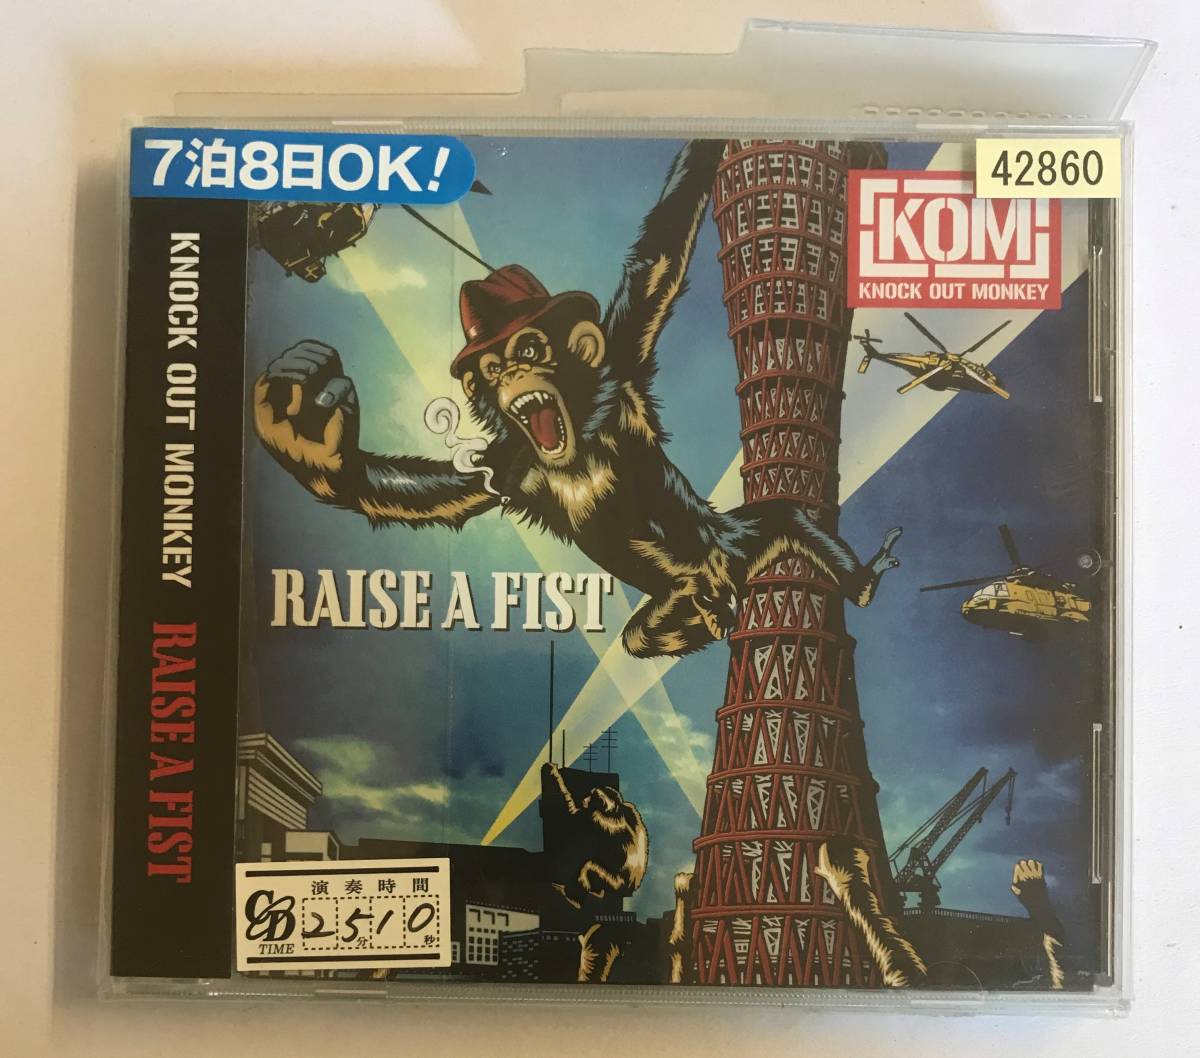 7泊8日OK!
42860
KOM
KNOCK OUT MONKEY
KNOCK OUT MONKEY RAISE A FIST
RAISE A FIST
演奏時間
CB TIME
25分10秒